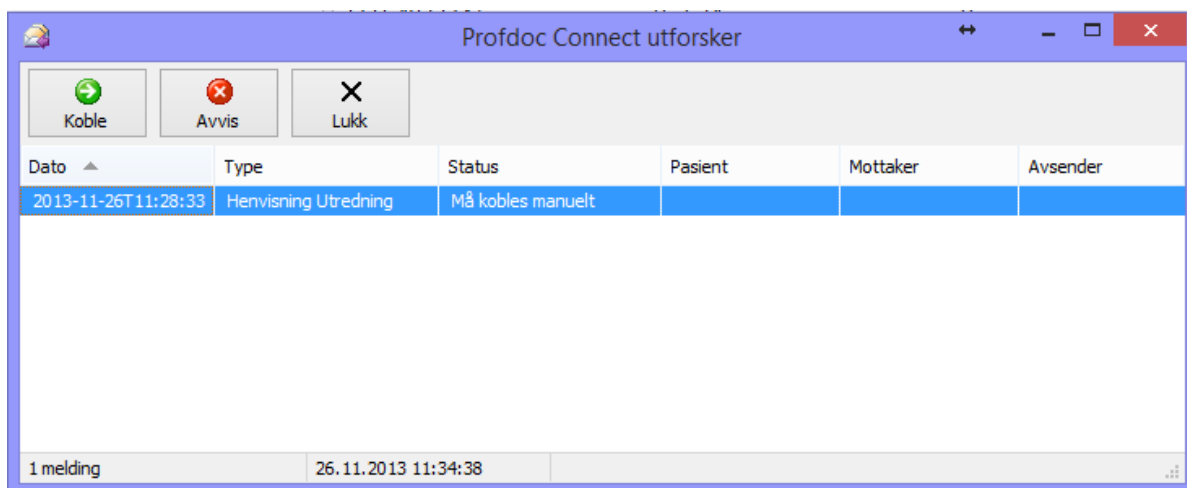 Profdoc Connect utforsker
Koble Avvis Lukk
Dato Type Status Pasient Mottaker Avsender
2013-11-26T11:28:33 Henvisning Utredning Må kobles manuelt
1 melding 26.11.2013 11:34:38